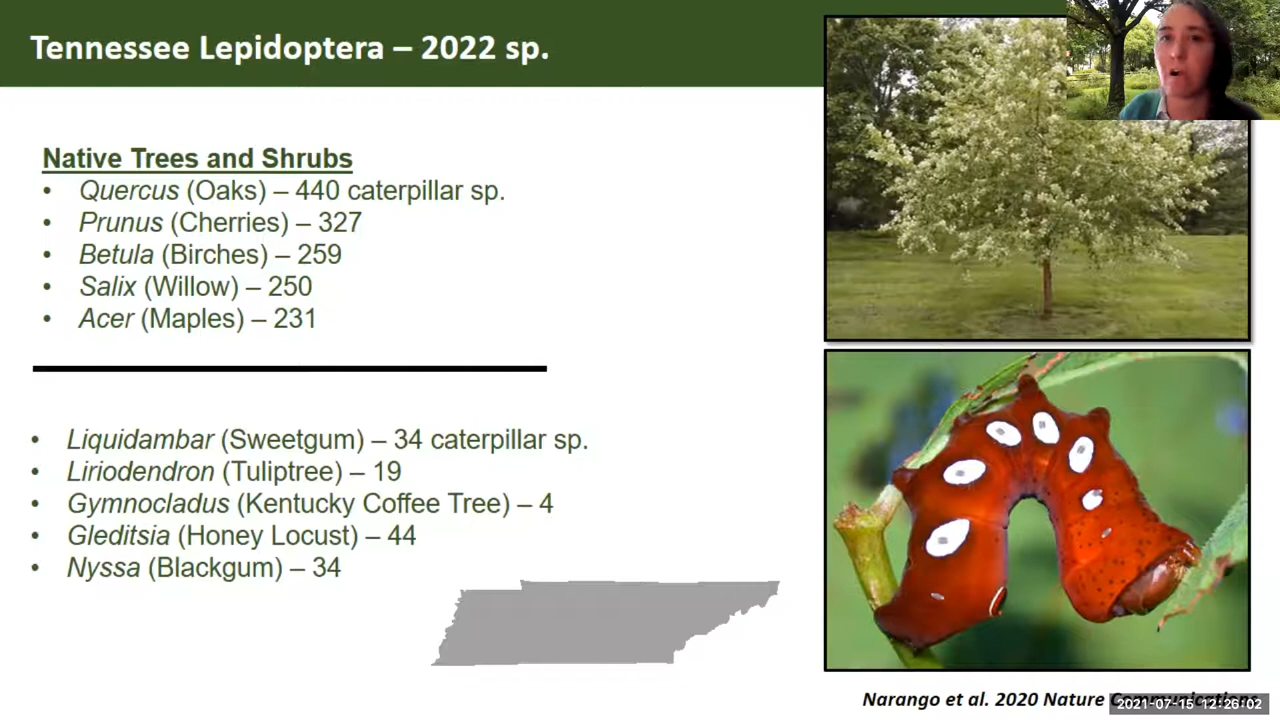 Tennessee Lepidoptera – 2022 sp.
Native Trees and Shrubs
• Quercus (Oaks) – 440 caterpillar sp.
• Prunus (Cherries) – 327
• Betula (Birches) – 259
• Salix (Willow) – 250
• Acer (Maples) – 231
• Liquidambar (Sweetgum) – 34 caterpillar sp.
• Liriodendron (Tuliptree) – 19
• Gymnocladus (Kentucky Coffee Tree) – 4
• Gleditsia (Honey Locust) – 44
• Nyssa (Blackgum) – 34
Narango et al. 2020 Nature Communications
2021-07-15 12:26:02